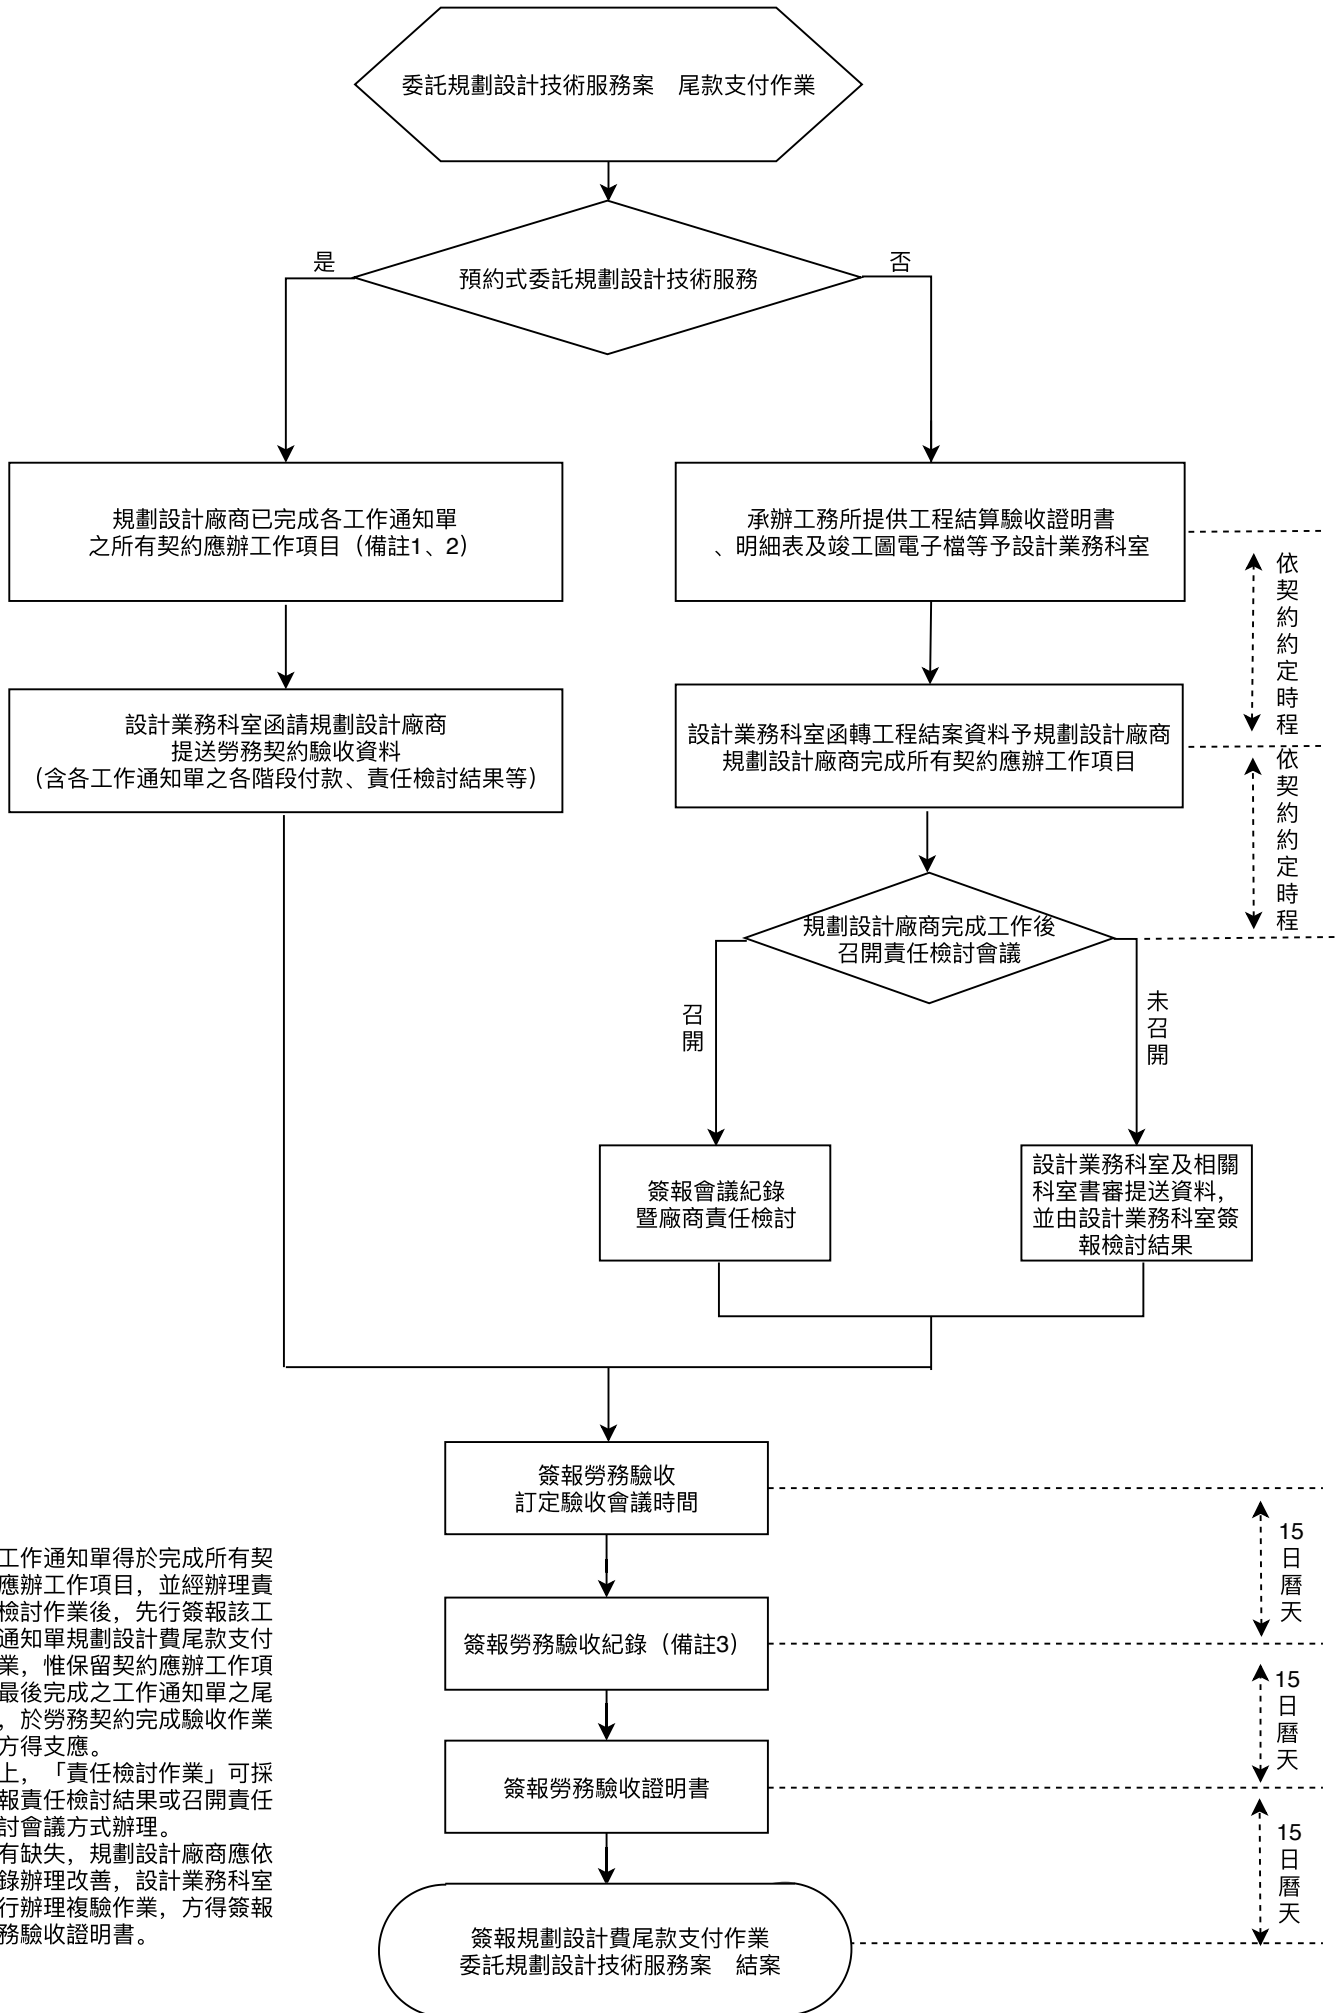 委託規劃設計技術服務案　尾款支付作業
預約式委託規劃設計技術服務
是
否
規劃設計廠商已完成各工作通知單
之所有契約應辦工作項目（備註1、2）
承辦工務所提供工程結算驗收證明書
、明細表及竣工圖電子檔等予設計業務科室
依契約約定時程
設計業務科室函請規劃設計廠商
提送勞務契約驗收資料
（含各工作通知單之各階段付款、責任檢討結果等）
設計業務科室函轉工程結案資料予規劃設計廠商
規劃設計廠商完成所有契約應辦工作項目
依契約約定時程
規劃設計廠商完成工作後
召開責任檢討會議
召開
未召開
簽報會議紀錄
暨廠商責任檢討
設計業務科室及相關
科室書審提送資料，
並由設計業務科室簽
報檢討結果
簽報勞務驗收
訂定驗收會議時間
15日曆天
簽報勞務驗收紀錄（備註3）
15日曆天
簽報勞務驗收證明書
15日曆天
簽報規劃設計費尾款支付作業
委託規劃設計技術服務案　結案
工作通知單得於完成所有契
應辦工作項目，並經辦理責
檢討作業後，先行簽報該工
通知單規劃設計費尾款支付
業，惟保留契約應辦工作項
最後完成之工作通知單之尾
，於勞務契約完成驗收作業
方得支應。
上，「責任檢討作業」可採
報責任檢討結果或召開責任
討會議方式辦理。
有缺失，規劃設計廠商應依
錄辦理改善，設計業務科室
行辦理複驗作業，方得簽報
務驗收證明書。